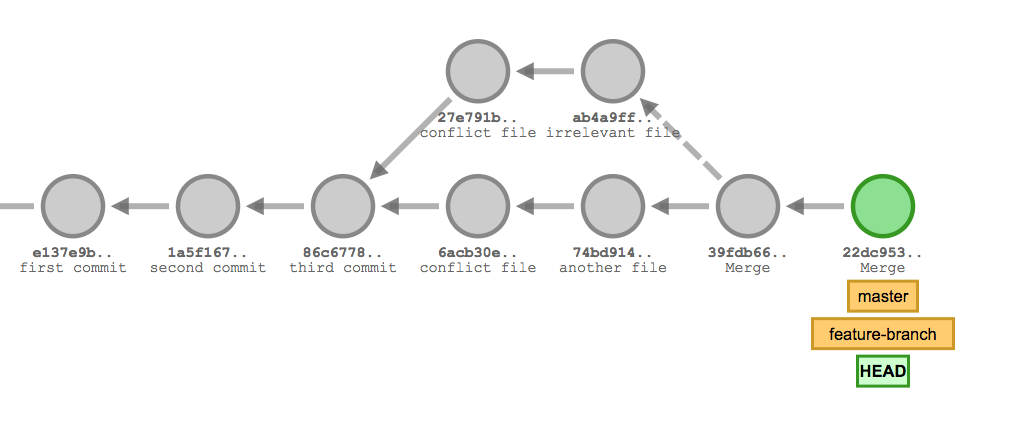 27e791b..
conflict file
ab4a9ff..
irrelevant file
e137e9b..
first commit
1a5f167..
second commit
86c6778..
third commit
6acb30e..
conflict file
74bd914..
another file
39fdb66..
Merge
22dc953..
Merge
master
feature-branch
HEAD